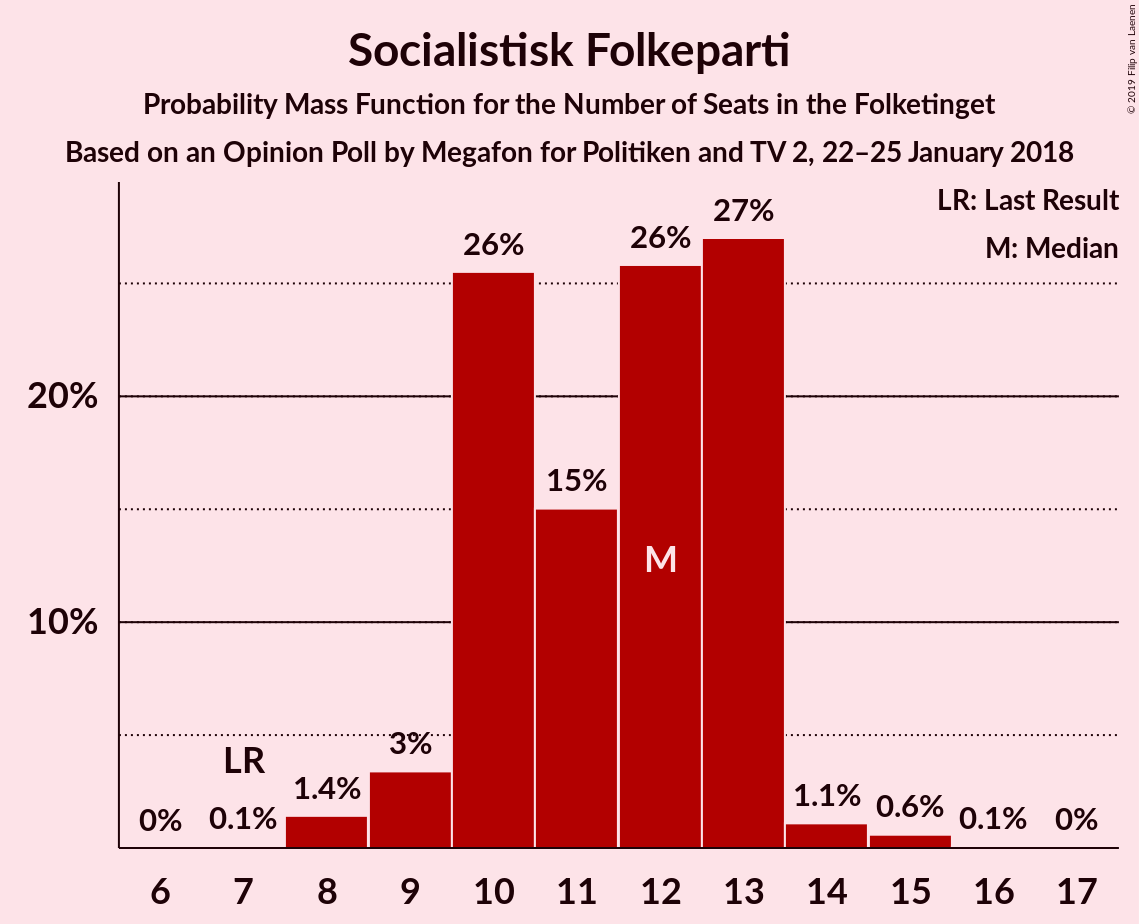 Socialistisk Folkeparti
Probability Mass Function for the Number of Seats in the Folketinget
Based on an Opinion Poll by Megafon for Politiken and TV 2, 22–25 January 2018
© 2019 Filip van Laenen
LR: Last Result
M: Median
20%
10%
0%
0.1%
LR
1.4%
3%
26%
15%
26%
M
27%
1.1%
0.6%
0.1%
0%
6 7 8 9 10 11 12 13 14 15 16 17